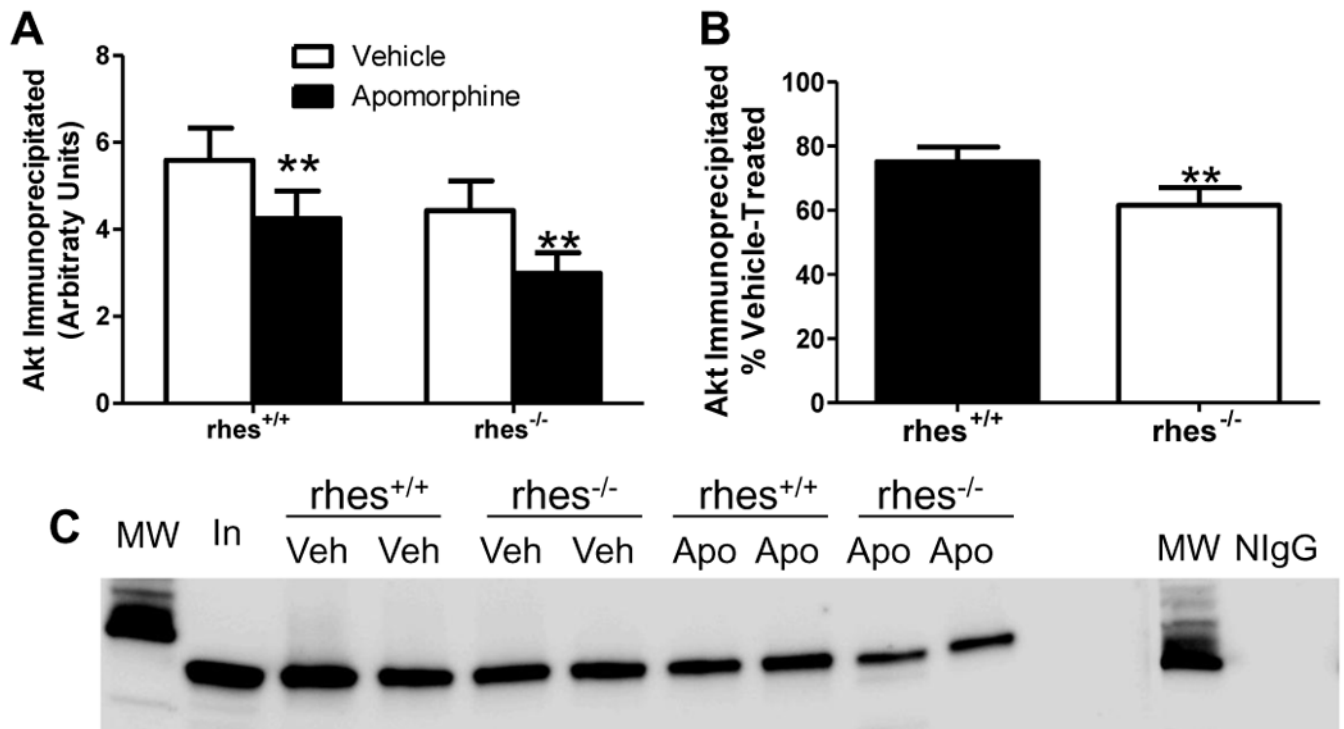 A
Akt Immunoprecipitated
(Arbitraty Units)
8
6
4
2
0
Vehicle
Apomorphine
**
**
rhes+/+
rhes-/-
B
Akt Immunoprecipitated
% Vehicle-Treated
100
80
60
40
20
0
**
rhes+/+
rhes-/-
C
rhes+/+ rhes-/- rhes+/+ rhes-/-
MW In Veh Veh Veh Veh Apo Apo Apo Apo MW NIgG